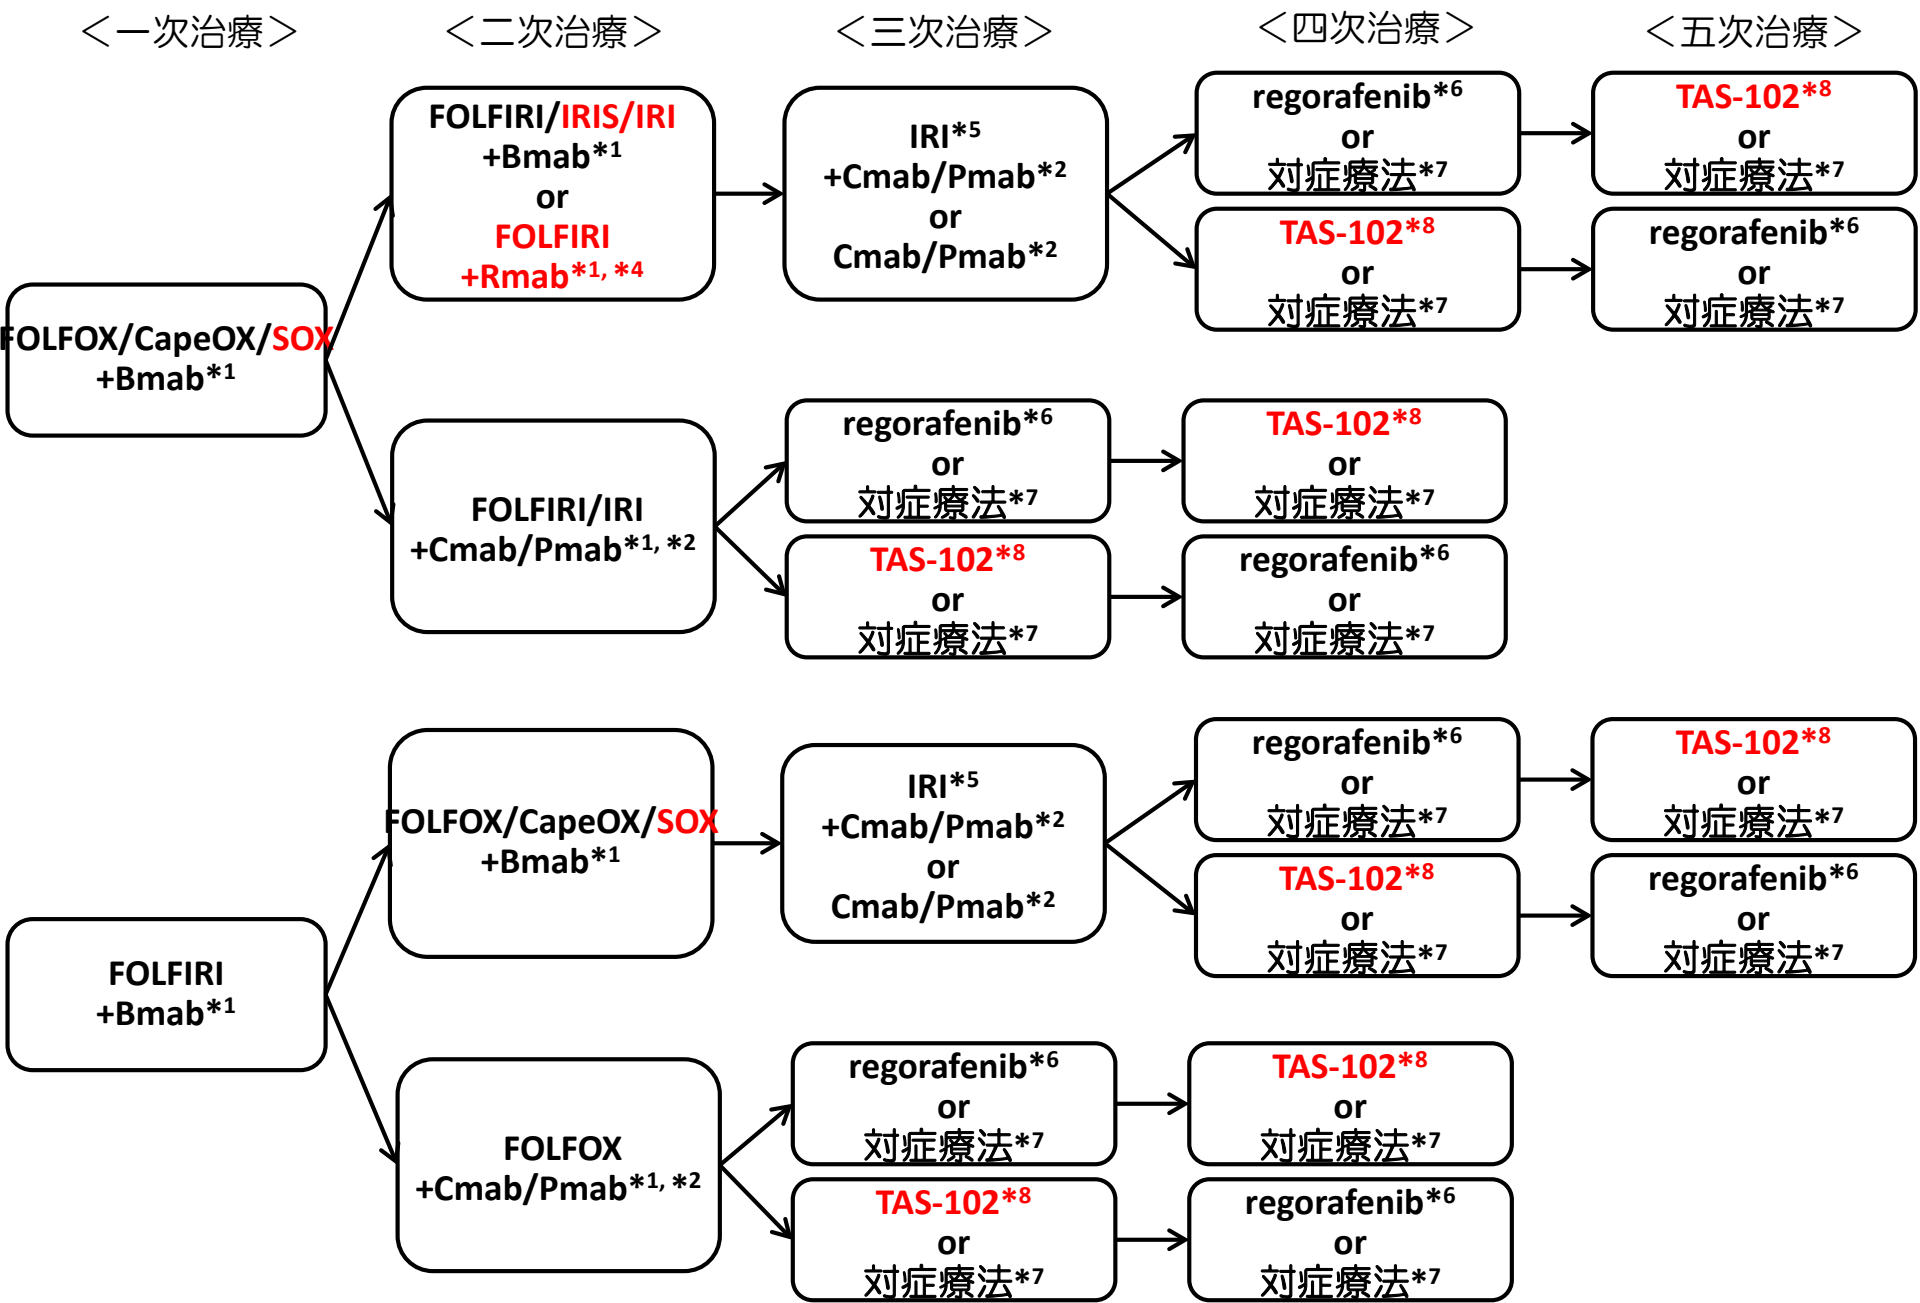 ＜一次治療＞
＜二次治療＞
＜三次治療＞
＜四次治療＞
＜五次治療＞
FOLFOX/CapeOX/SOX
+Bmab*1
FOLFIRI/IRIS/IRI
+Bmab*1
or
FOLFIRI
+Rmab*1, *4
IRI*5
+Cmab/Pmab*2
or
Cmab/Pmab*2
regorafenib*6
or
対症療法*7
TAS-102*8
or
対症療法*7
TAS-102*8
or
対症療法*7
regorafenib*6
or
対症療法*7
FOLFIRI/IRI
+Cmab/Pmab*1, *2
regorafenib*6
or
対症療法*7
TAS-102*8
or
対症療法*7
TAS-102*8
or
対症療法*7
regorafenib*6
or
対症療法*7
FOLFIRI
+Bmab*1
FOLFOX/CapeOX/SOX
+Bmab*1
IRI*5
+Cmab/Pmab*2
or
Cmab/Pmab*2
regorafenib*6
or
対症療法*7
TAS-102*8
or
対症療法*7
TAS-102*8
or
対症療法*7
regorafenib*6
or
対症療法*7
FOLFOX
+Cmab/Pmab*1, *2
regorafenib*6
or
対症療法*7
TAS-102*8
or
対症療法*7
TAS-102*8
or
対症療法*7
regorafenib*6
or
対症療法*7